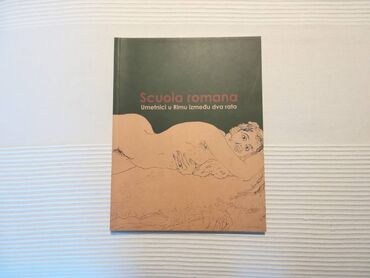 Scuola romana
Umetnici u Rimu između dva rata